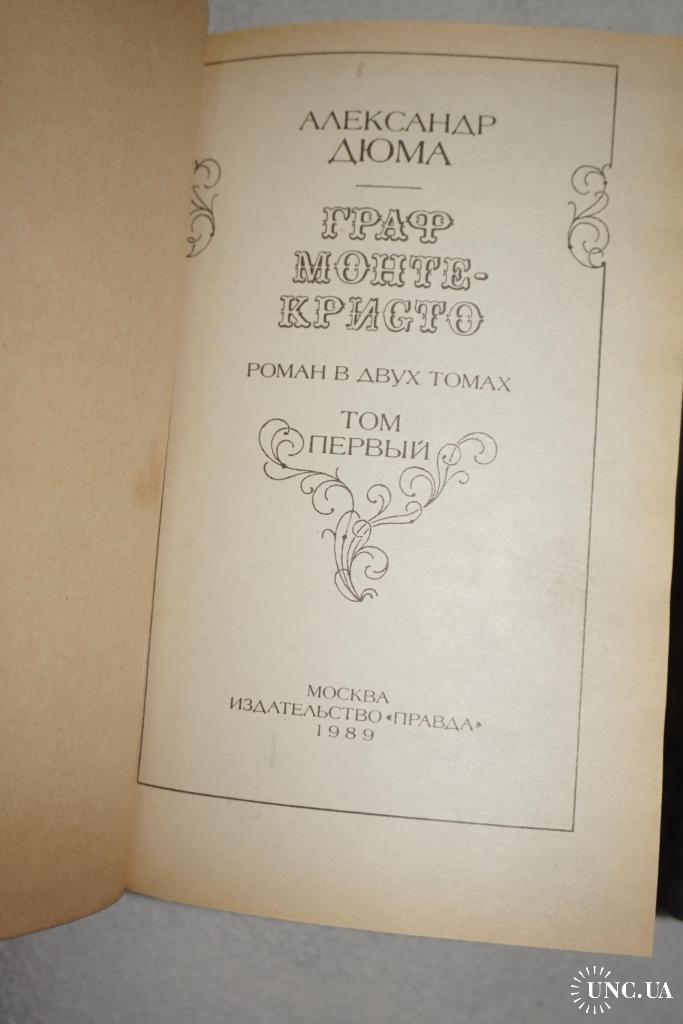 АЛЕКСАНДР
ДЮМА
ГРАФ
МОНТЕ-
КРИСТО
РОМАН В ДВУХ ТОМАХ
ТОМ
ПЕРВЫЙ
МОСКВА
ИЗДАТЕЛЬСТВО «ПРАВДА»
1989
UNC.UA